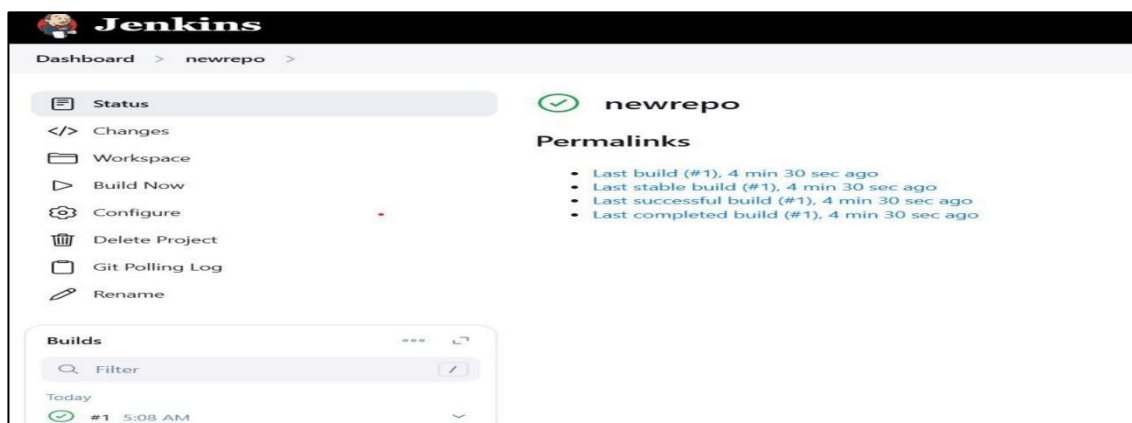 Jenkins
Dashboard > newrepo >
Status
</> Changes
Workspace
Build Now
Configure
Delete Project
Git Polling Log
Rename
newrepo
Permalinks
• Last build (#1), 4 min 30 sec ago
• Last stable build (#1), 4 min 30 sec ago
• Last successful build (#1), 4 min 30 sec ago
• Last completed build (#1), 4 min 30 sec ago
Builds
Filter /
Today
#1 5:08 AM